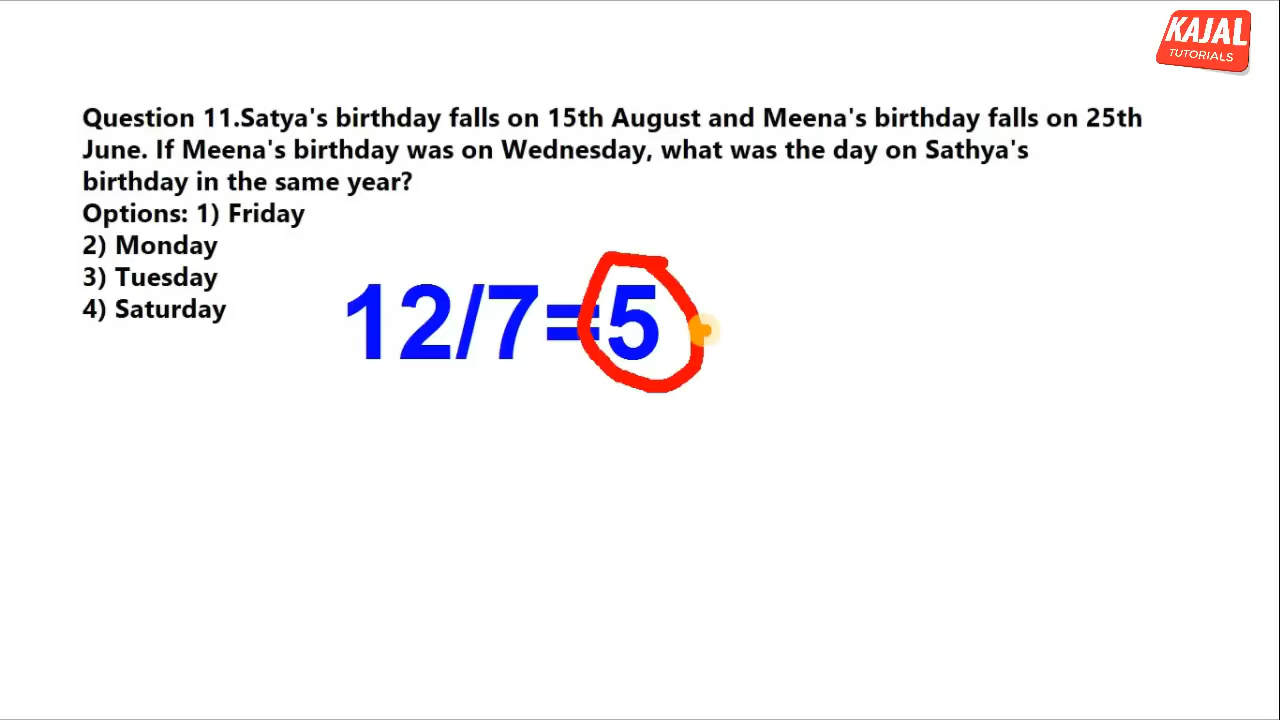 KAJAL
TUTORIALS
Question 11.Satya's birthday falls on 15th August and Meena's birthday falls on 25th
June. If Meena's birthday was on Wednesday, what was the day on Sathya's
birthday in the same year?
Options: 1) Friday
2) Monday
3) Tuesday
4) Saturday
12/7=5